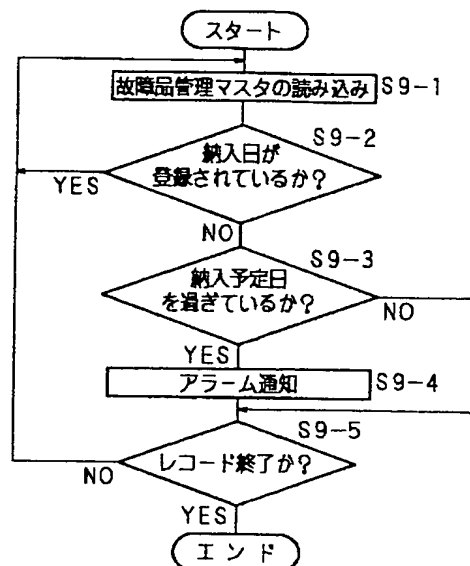 スタート
故障品管理マスタの読み込み
S9-1
S9-2
納入日が
登録されているか?
YES
NO
S9-3
納入予定日
を過ぎているか?
NO
YES
アラーム通知
S9-4
S9-5
レコード終了か?
NO
YES
エンド